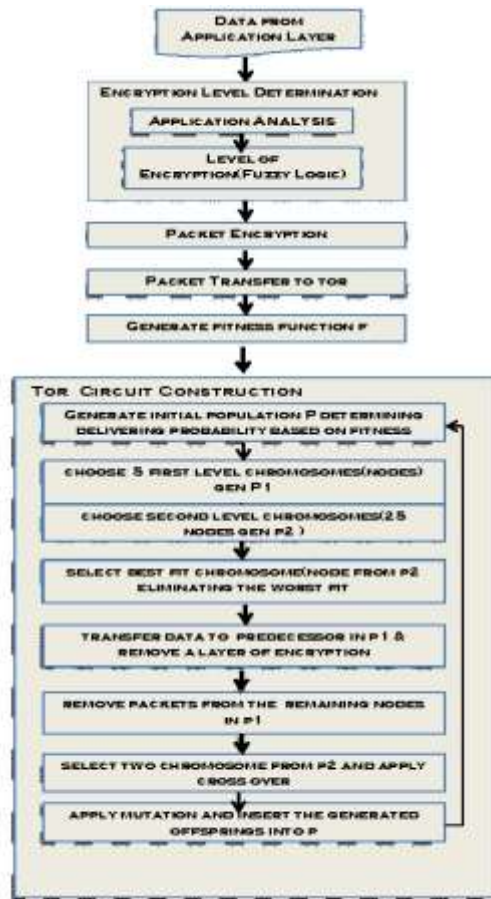 Data from
Application Layer
Encryption Level Determination
Application Analysis
Level of
Encryption(Fuzzy Logic)
Packet Encryption
Packet Transfer to TOR
Generate fitness function F
Tor Circuit Construction
Generate initial population P determining
delivering probability based on fitness
choose 5 first level chromosomes(nodes)
gen P1
choose second level chromosomes(25
nodes gen P2 )
select best fit chromosome(node from P2
eliminating the worst fit
transfer data to predecessor in P1 &
remove a layer of encryption
remove packets from the remaining nodes
in P1
select two chromosome from P2 and apply
cross over
apply mutation and insert the generated
offsprings into P